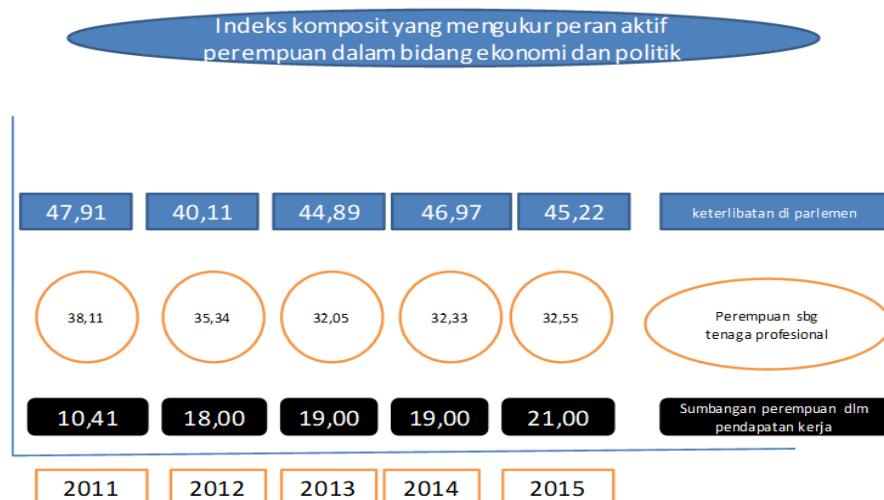 Indeks komposit yang mengukur peran aktif
perempuan dalam bidang ekonomi dan politik
47,91 40,11 44,89 46,97 45,22 keterlibatan di parlemen
38,11 35,34 32,05 32,33 32,55 Perempuan sbg
tenaga profesional
10,41 18,00 19,00 19,00 21,00 Sumbangan perempuan dlm
pendapatan kerja
2011 2012 2013 2014 2015